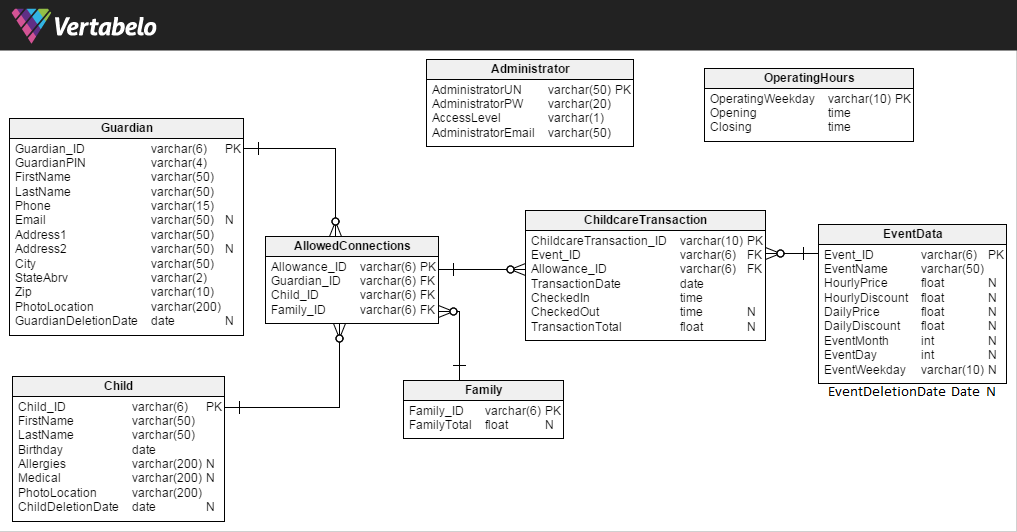 Vertabelo
Administrator
AdministratorUN varchar(50) PK
AdministratorPW varchar(20)
AccessLevel varchar(1)
AdministratorEmail varchar(50)
OperatingHours
OperatingWeekday varchar(10) PK
Opening time
Closing time
Guardian
Guardian_ID varchar(6) PK
GuardianPIN varchar(4)
FirstName varchar(50)
LastName varchar(50)
Phone varchar(15)
Email varchar(50) N
Address1 varchar(50)
Address2 varchar(50) N
City varchar(50)
StateAbrv varchar(2)
Zip varchar(10)
PhotoLocation varchar(200)
GuardianDeletionDate date N
AllowedConnections
Allowance_ID varchar(6) PK
Guardian_ID varchar(6) FK
Child_ID varchar(6) FK
Family_ID varchar(6) FK
ChildcareTransaction
ChildcareTransaction_ID varchar(10) PK
Event_ID varchar(6) FK
Allowance_ID varchar(6) FK
TransactionDate date
CheckedIn time
CheckedOut time N
TransactionTotal float N
EventData
Event_ID varchar(6) PK
EventName varchar(50)
HourlyPrice float N
HourlyDiscount float N
DailyPrice float N
DailyDiscount float N
EventMonth int N
EventDay int N
EventWeekday varchar(10) N
EventDeletionDate Date N
Child
Child_ID varchar(6) PK
FirstName varchar(50)
LastName varchar(50)
Birthday date
Allergies varchar(200) N
Medical varchar(200) N
PhotoLocation varchar(200)
ChildDeletionDate date N
Family
Family_ID varchar(6) PK
FamilyTotal float N